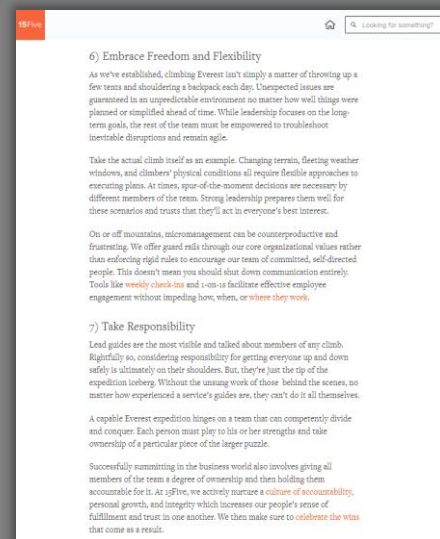 15Five
Looking for something?
6) Embrace Freedom and Flexibility
As we've established, climbing Everest isn't simply a matter of throwing up a
few tents and shouldering a backpack each day. Unexpected issues are
guaranteed in an unpredictable environment no matter how well things were
planned or simplified ahead of time. While leadership focuses on the long-
term goals, the rest of the team must be empowered to troubleshoot
inevitable disruptions and remain agile.
Take the actual climb itself as an example. Changing terrain, fleeting weather
windows, and climbers' physical conditions all require flexible approaches to
executing plans. At times, spur-of-the-moment decisions are necessary by
different members of the team. Strong leadership prepares them well for
these scenarios and trusts that they'll act in everyone's best interest.
On or off mountains, micromanagement can be counterproductive and
frustrating. We offer guard rails through our core organizational values rather
than enforcing rigid rules to encourage our team of committed, self-directed
people. This doesn't mean you should shut down communication entirely.
Tools like weekly check-ins and 1-on-1s facilitate effective employee
engagement without impeding how, when, or where they work.
7) Take Responsibility
Lead guides are the most visible and talked about members of any climb.
Rightfully so, considering responsibility for getting everyone up and down
safely is ultimately on their shoulders. But, they're just the tip of the
expedition iceberg. Without the unsung work of those behind the scenes, no
matter how experienced a service's guides are, they can't do it all themselves.
A capable Everest expedition hinges on a team that can competently divide
and conquer. Each person must play to his or her strengths and take
ownership of a particular piece of the larger puzzle.
Successfully summitting in the business world also involves giving all
members of the team a degree of ownership and then holding them
accountable for it. At 15Five, we actively nurture a culture of accountability,
personal growth, and integrity which increases our people's sense of
fulfillment and trust in one another. We then make sure to celebrate the wins
that come as a result.